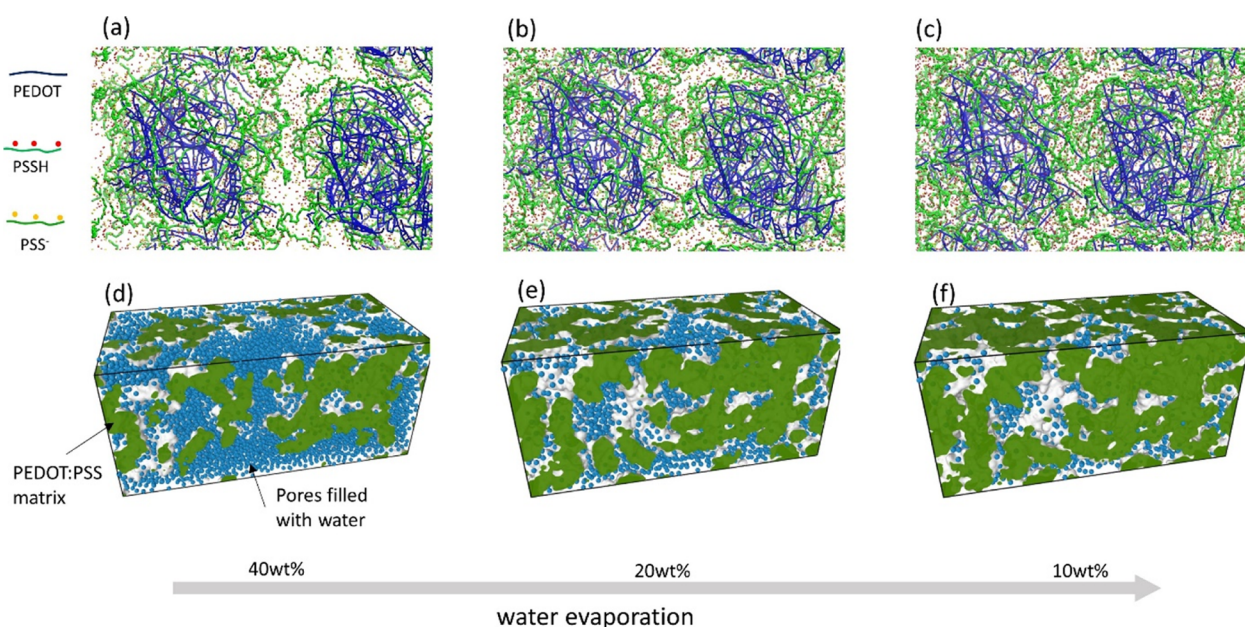 (a)
(b)
(c)
PEDOT
PSSH
PSS-
(d)
(e)
(f)
PEDOT:PSS
matrix
Pores filled
with water
40wt%
20wt%
10wt%
water evaporation